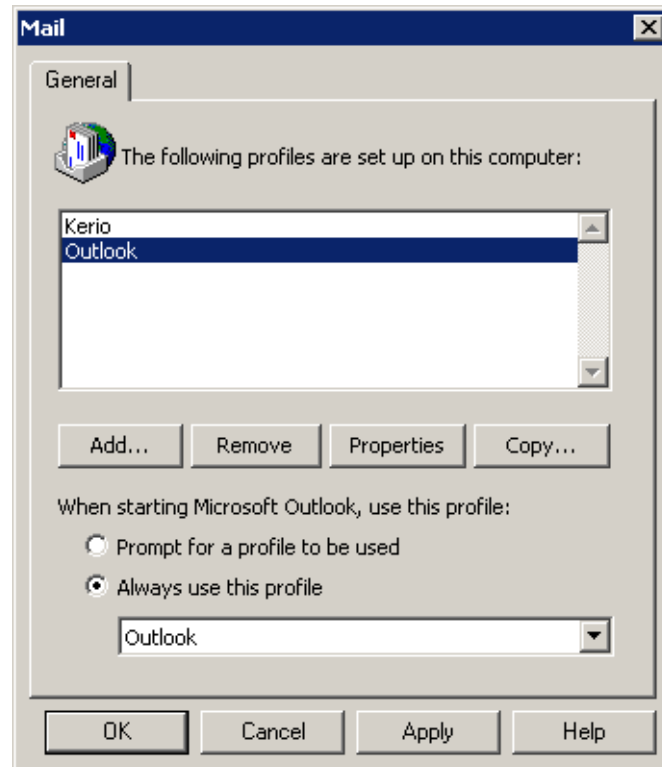 Mail
General
The following profiles are set up on this computer:
Kerio
Outlook
Add... Remove Properties Copy...
When starting Microsoft Outlook, use this profile:
Prompt for a profile to be used
Always use this profile
Outlook
OK Cancel Apply Help